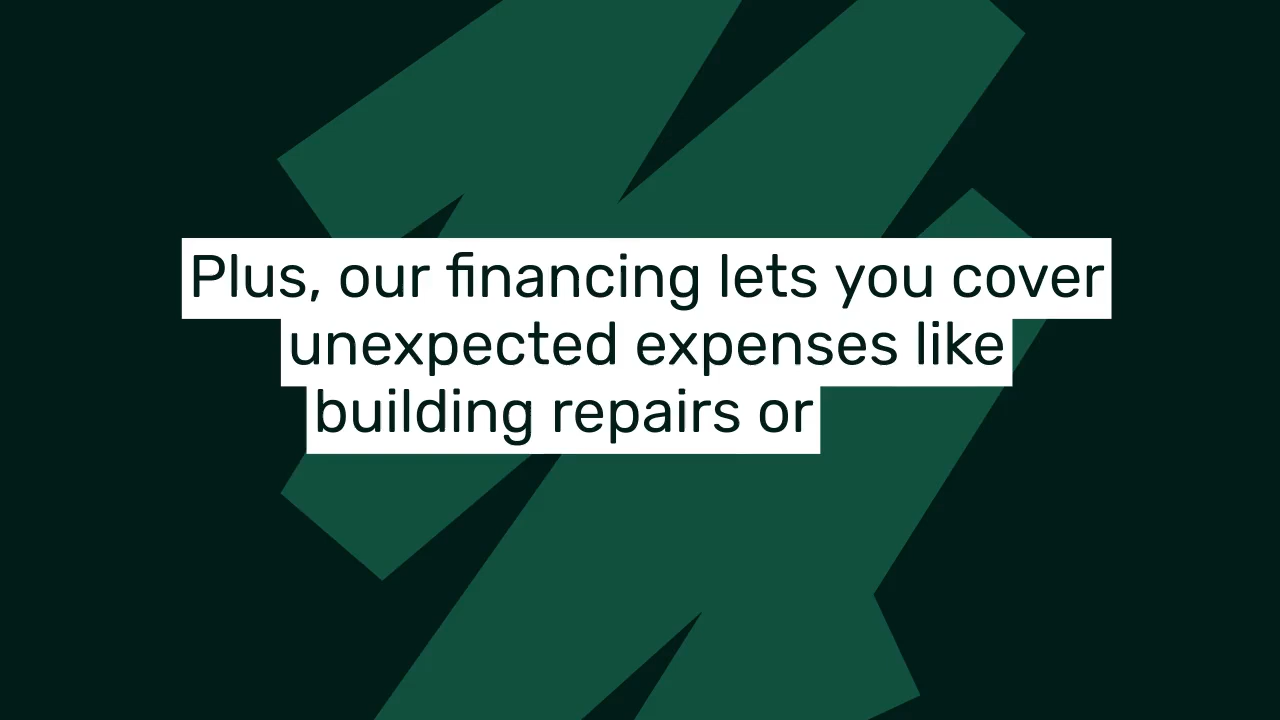 Plus, our financing lets you cover
unexpected expenses like
building repairs or